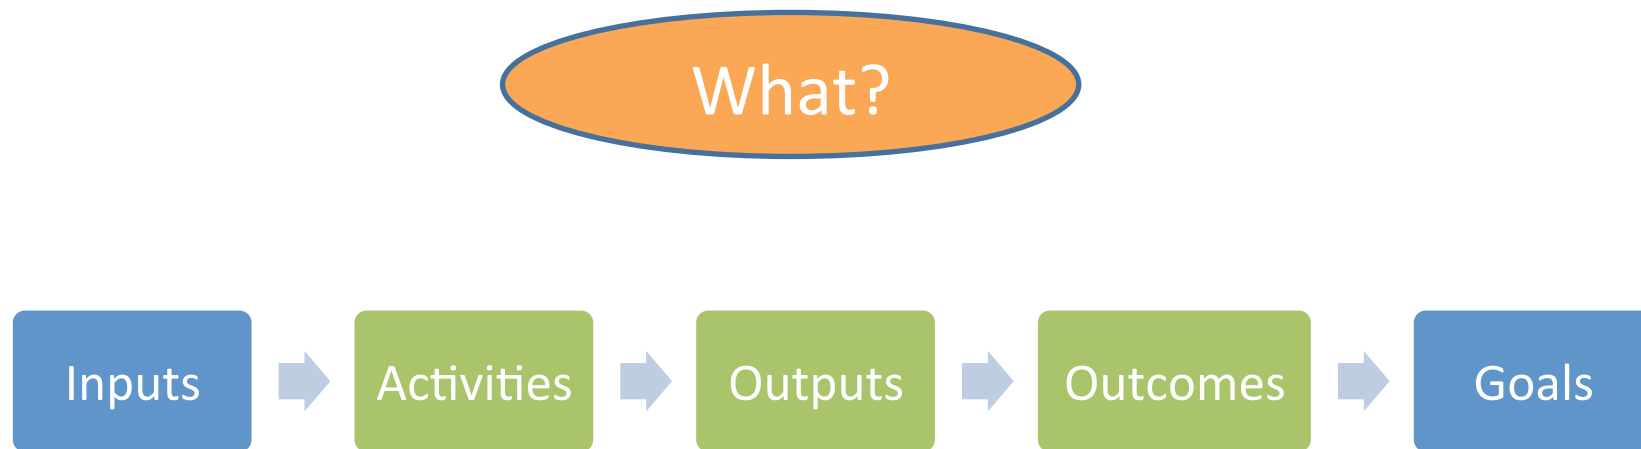 What?
Inputs
Activities
Outputs
Outcomes
Goals